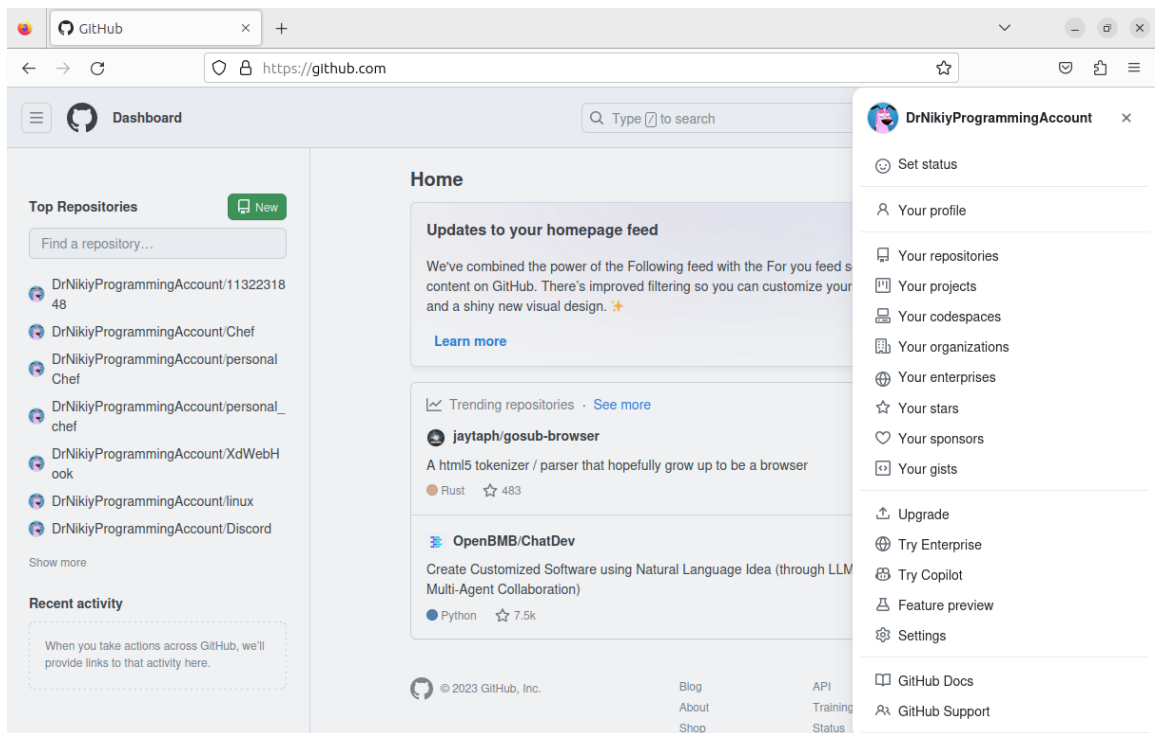 GitHub
https://github.com
Dashboard
Type / to search
Top Repositories
New
Find a repository…
DrNikiyProgrammingAccount/11322318
48
DrNikiyProgrammingAccount/Chef
DrNikiyProgrammingAccount/personal
Chef
DrNikiyProgrammingAccount/personal_
chef
DrNikiyProgrammingAccount/XdWebH
ook
DrNikiyProgrammingAccount/linux
DrNikiyProgrammingAccount/Discord
Show more
Recent activity
When you take actions across GitHub, we'll
provide links to that activity here.
Home
Updates to your homepage feed
We've combined the power of the Following feed with the For you feed s
content on GitHub. There's improved filtering so you can customize your
and a shiny new visual design. ✨
Learn more
Trending repositories · See more
jaytaph/gosub-browser
A html5 tokenizer / parser that hopefully grow up to be a browser
Rust 483
OpenBMB/ChatDev
Create Customized Software using Natural Language Idea (through LLM
Multi-Agent Collaboration)
Python 7.5k
© 2023 GitHub, Inc.
Blog
About
Shop
API
Training
Status
DrNikiyProgrammingAccount
Set status
Your profile
Your repositories
Your projects
Your codespaces
Your organizations
Your enterprises
Your stars
Your sponsors
Your gists
Upgrade
Try Enterprise
Try Copilot
Feature preview
Settings
GitHub Docs
GitHub Support